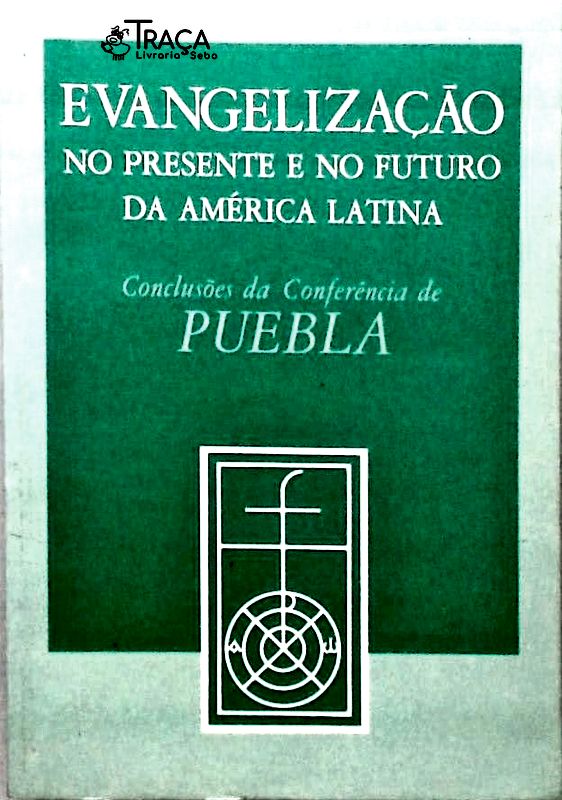 TRAÇA
Livraria Sebo
EVANGELIZAÇÃO
NO PRESENTE E NO FUTURO
DA AMÉRICA LATINA
Conclusões da Conferência de
PUEBLA